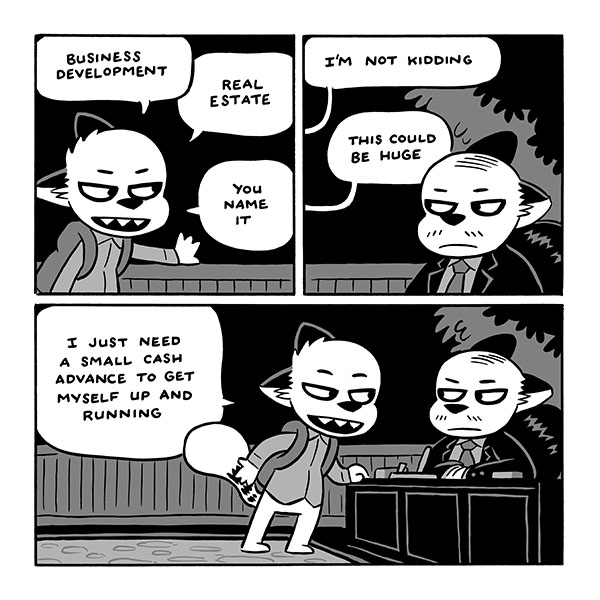 BUSINESS
DEVELOPMENT
REAL
ESTATE
YOU
NAME
IT
I'M NOT KIDDING
THIS COULD
BE HUGE
I JUST NEED
A SMALL CASH
ADVANCE TO GET
MYSELF UP AND
RUNNING